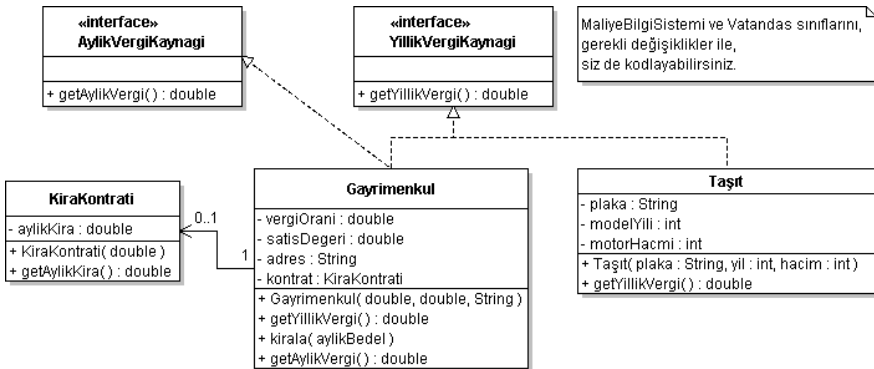 «interface»
AylikVergiKaynagi
+ getAylikVergi() : double
«interface»
YillikVergiKaynagi
+ getYillikVergi() : double
MaliyeBilgiSistemi ve Vatandas sınıflarını,
gerekli değişiklikler ile,
siz de kodlayabilirsiniz.
KiraKontrati
- aylikKira : double
+ KiraKontrati( double )
+ getAylikKira() : double
0..1
1
Gayrimenkul
- vergiOrani : double
- satisDegeri : double
- adres : String
- kontrat : KiraKontrati
+ Gayrimenkul( double, double, String )
+ getYillikVergi() : double
+ kirala( aylikBedel )
+ getAylikVergi() : double
Taşıt
- plaka : String
- modelYili : int
- motorHacmi : int
+ Taşıt( plaka : String, yil : int, hacim : int )
+ getYillikVergi() : double